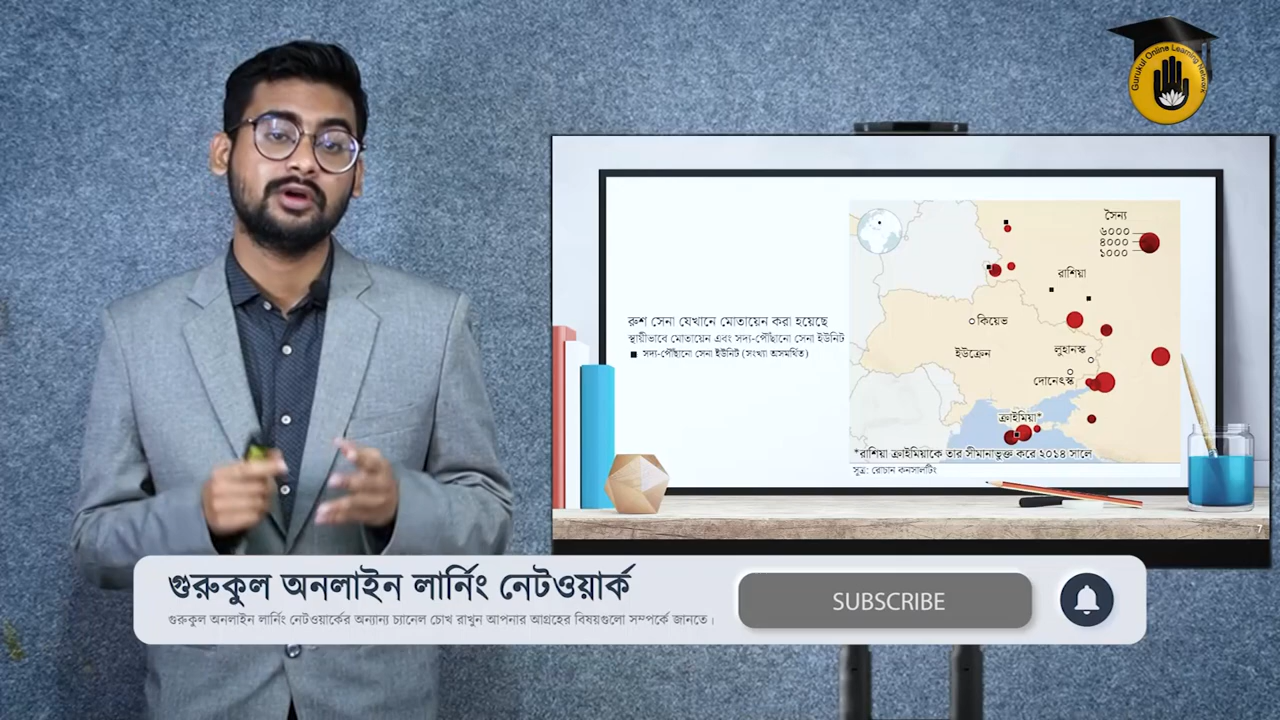 Gurukul Online Learning Network
রুশ সেনা যেখানে মোতায়েন করা হয়েছে
স্থায়ীভাবে মোতায়েন এবং সদ্য-পৌঁছানো সেনা ইউনিট
■ সদ্য-পৌঁছানো সেনা ইউনিট (সংখ্যা অসমর্থিত)
সৈন্য
৬০০০
৪০০০
১০০০
রাশিয়া
কিয়েভ
ইউক্রেন
লুহানস্ক
দোনেৎস্ক
ক্রাইমিয়া*
*রাশিয়া ক্রাইমিয়াকে তার সীমানাভুক্ত করে ২০১৪ সালে
সূত্র: রোচান কনসালটিং
7
গুরুকুল অনলাইন লার্নিং নেটওয়ার্ক
গুরুকুল অনলাইন লার্নিং নেটওয়ার্কের অন্যান্য চ্যানেল চোখ রাখুন আপনার আগ্রহের বিষয়গুলো সম্পর্কে জানতে।
SUBSCRIBE